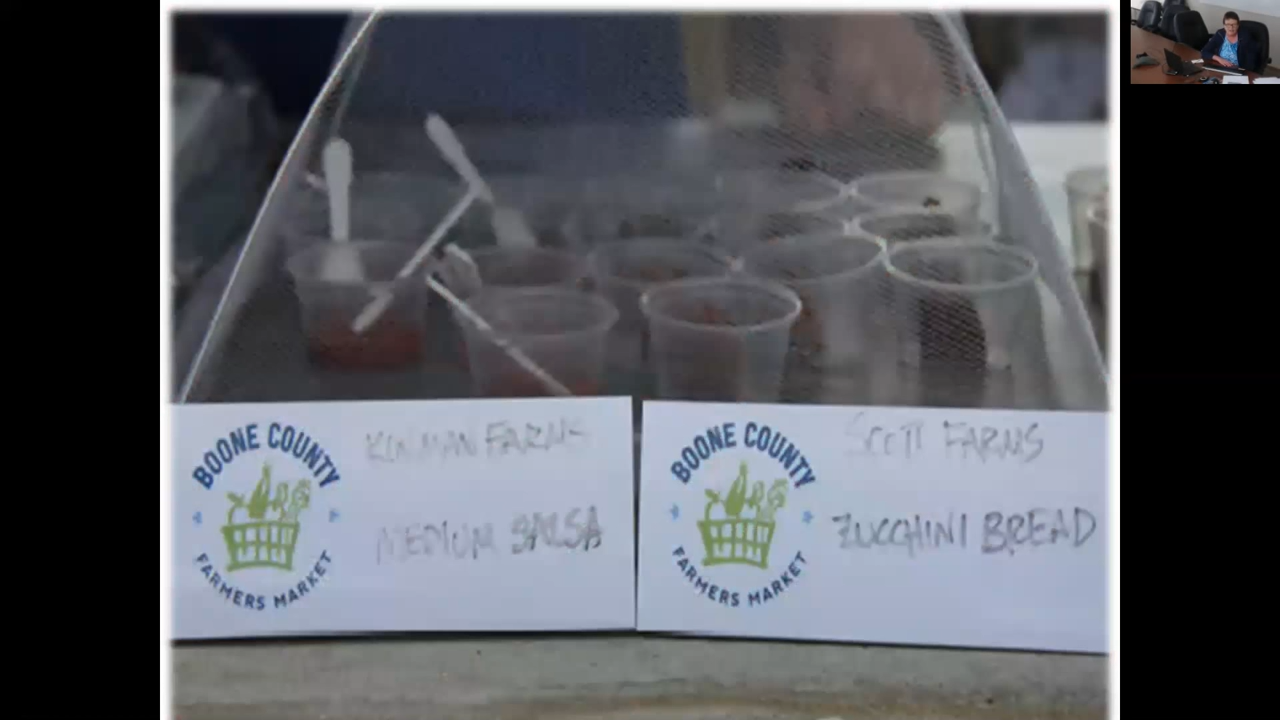 BOONE COUNTY
FARMERS MARKET
KINMAN FARMS
MEDIUM SALSA
BOONE COUNTY
FARMERS MARKET
SCOTT FARMS
ZUCCHINI BREAD